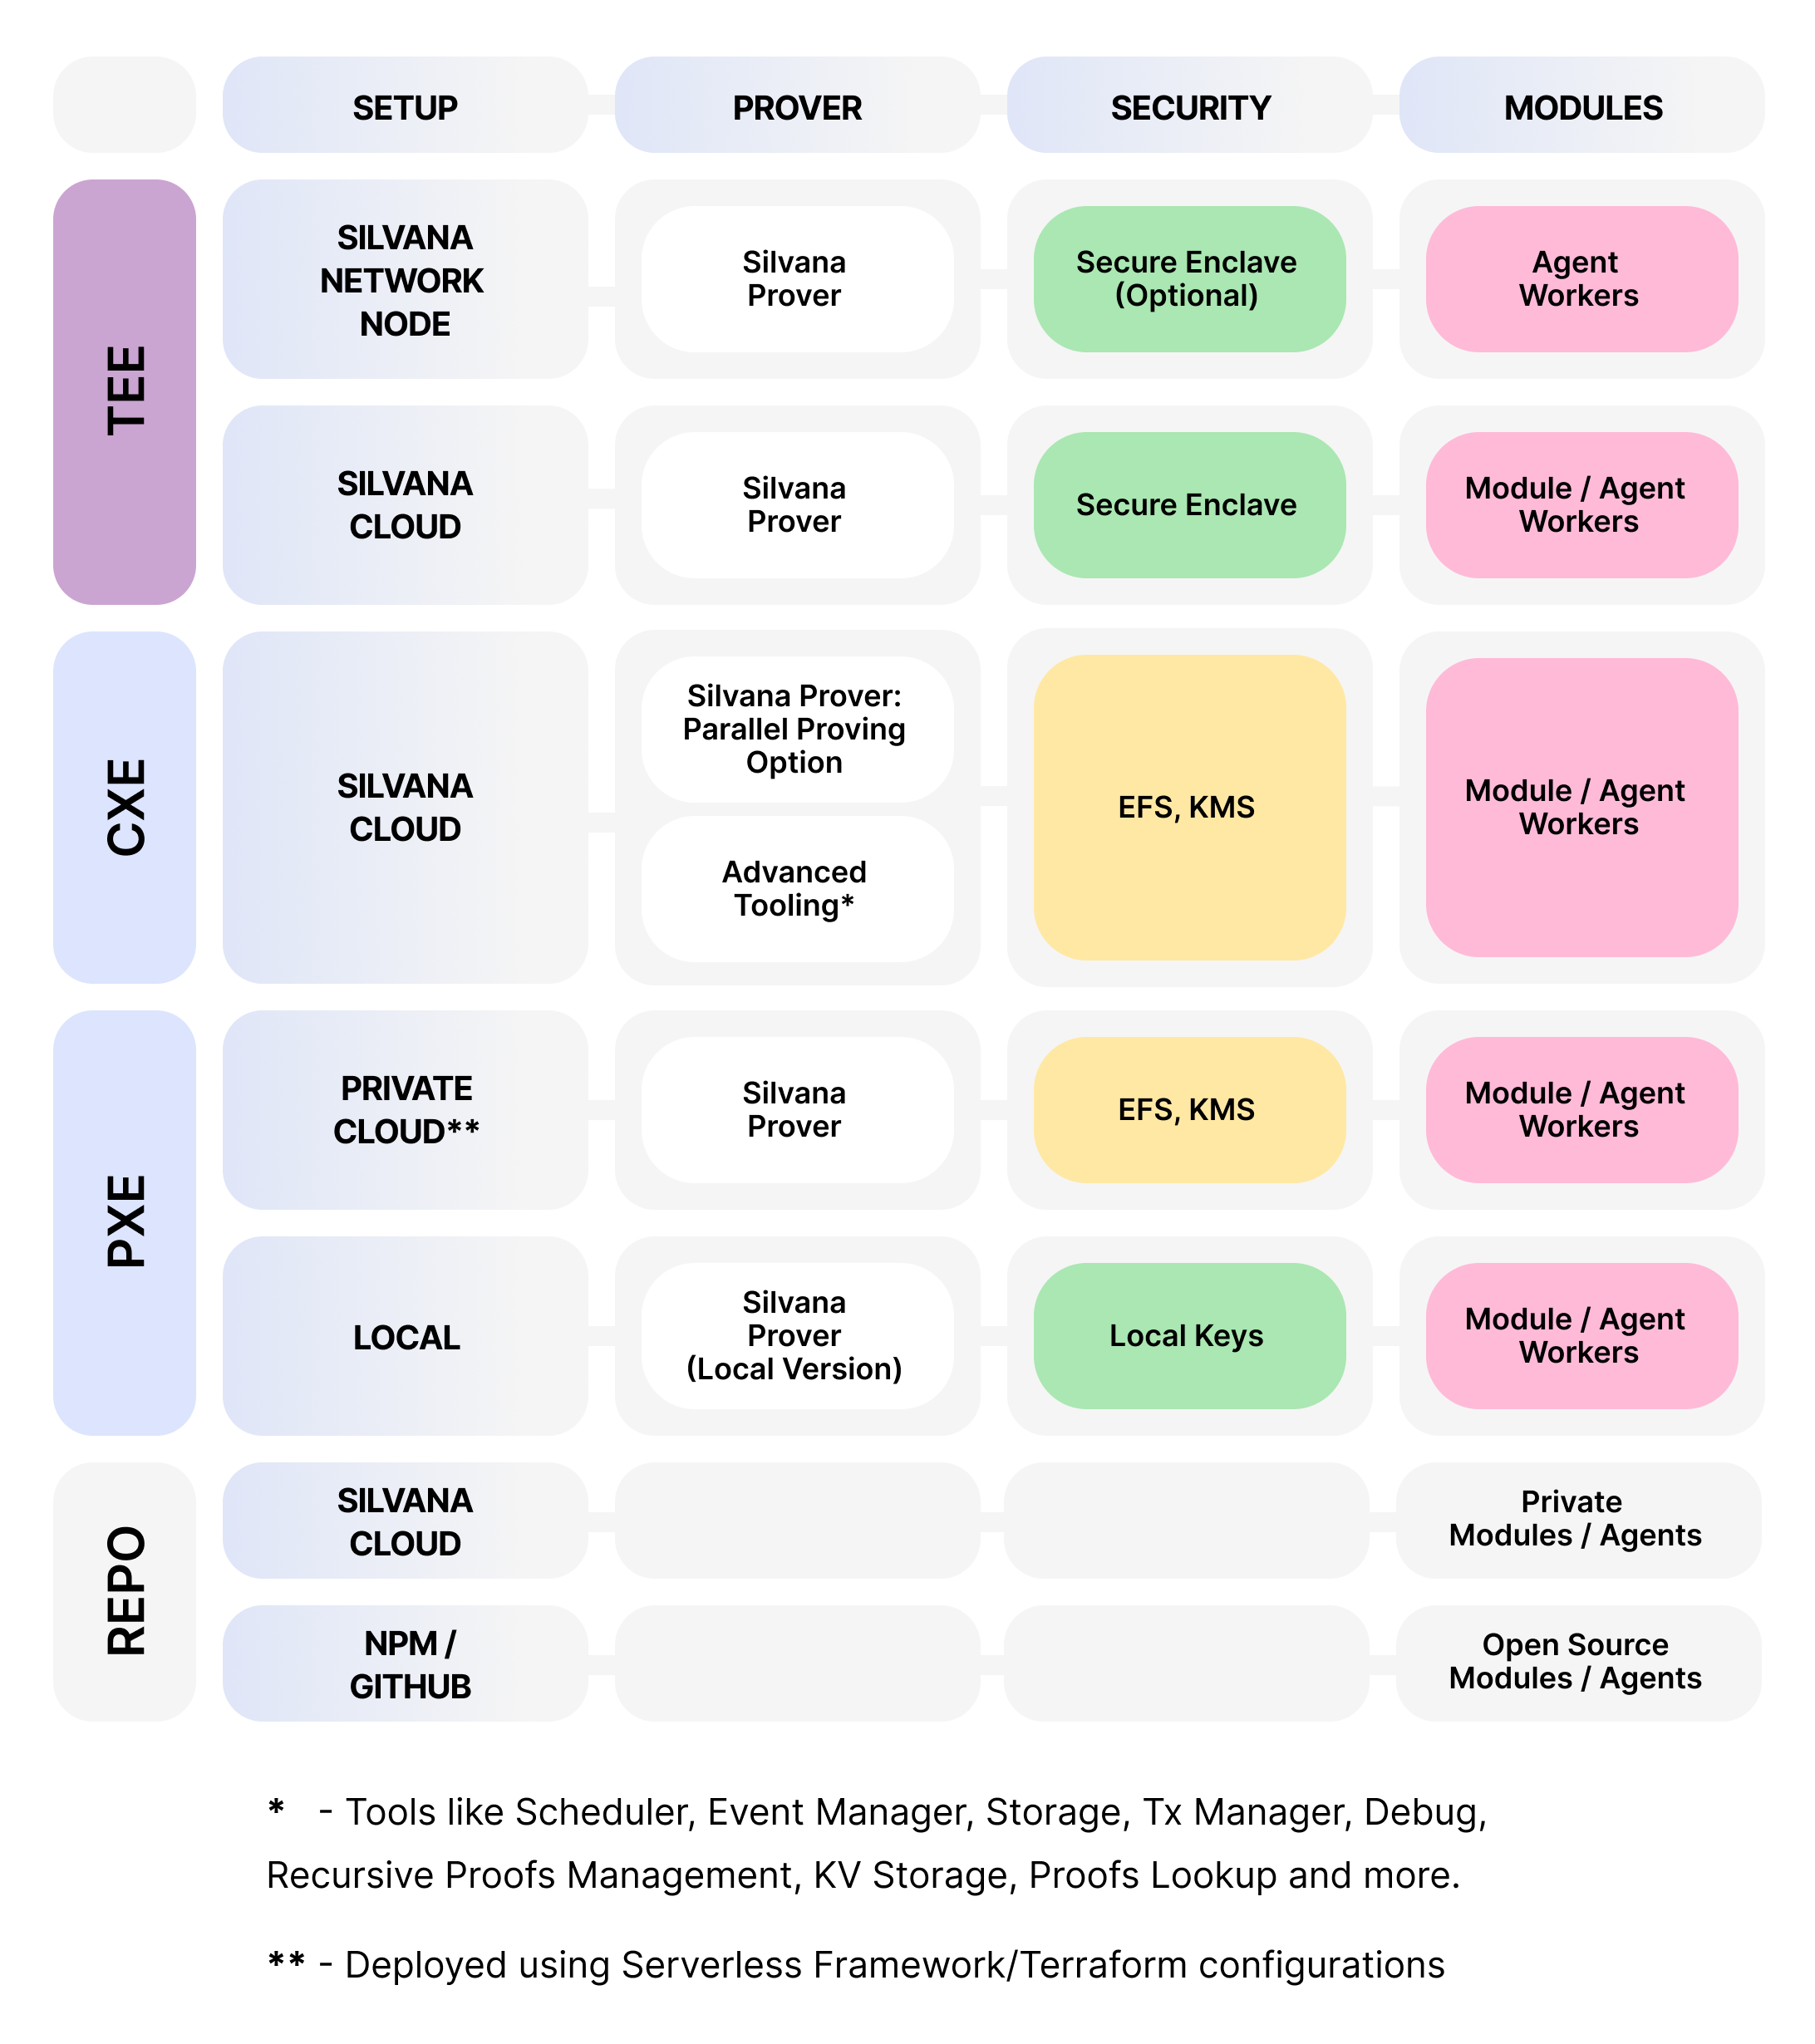 SETUP
PROVER
SECURITY
MODULES
TEE
SILVANA
NETWORK
NODE
Silvana
Prover
Secure Enclave
(Optional)
Agent
Workers
SILVANA
CLOUD
Silvana
Prover
Secure Enclave
Module / Agent
Workers
CXE
SILVANA
CLOUD
Silvana Prover:
Parallel Proving
Option
Advanced
Tooling*
EFS, KMS
Module / Agent
Workers
PXE
PRIVATE
CLOUD**
Silvana
Prover
EFS, KMS
Module / Agent
Workers
LOCAL
Silvana
Prover
(Local Version)
Local Keys
Module / Agent
Workers
REPO
SILVANA
CLOUD
Private
Modules / Agents
NPM /
GITHUB
Open Source
Modules / Agents
* - Tools like Scheduler, Event Manager, Storage, Tx Manager, Debug,
Recursive Proofs Management, KV Storage, Proofs Lookup and more.
** - Deployed using Serverless Framework/Terraform configurations